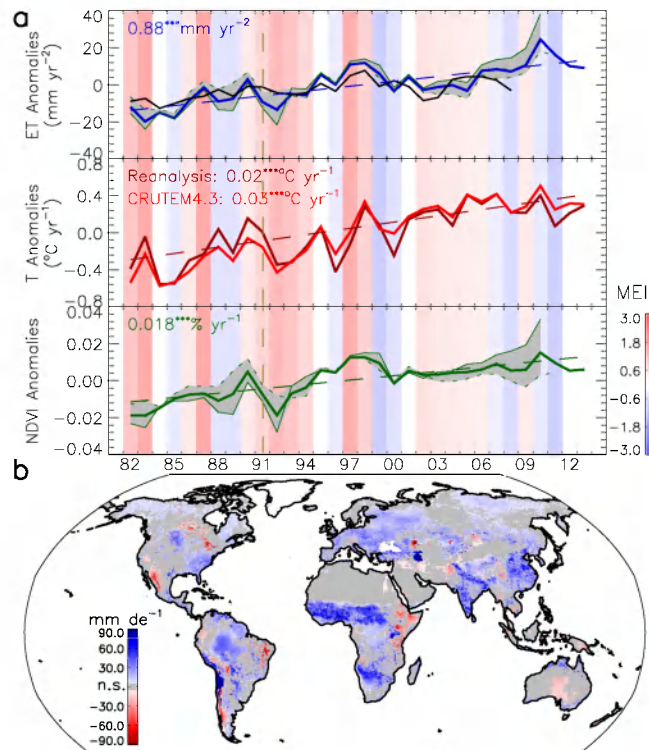 a
0.88***mm yr⁻²
40
20
0
-20
-40
ET Anomalies
(mm yr⁻²)
Reanalysis: 0.02***°C yr⁻¹
CRUTEM4.3: 0.03***°C yr⁻¹
0.8
0.4
0.0
-0.4
-0.8
T Anomalies
(°C yr⁻¹)
0.018***% yr⁻¹
0.04
0.02
0.00
-0.02
-0.04
NDVI Anomalies
82 85 88 91 94 97 00 03 06 09 12
MEI
3.0
1.6
0.6
-0.6
-1.6
-3.0
b
mm de⁻¹
90.0
60.0
30.0
n.s.
-30.0
-60.0
-90.0